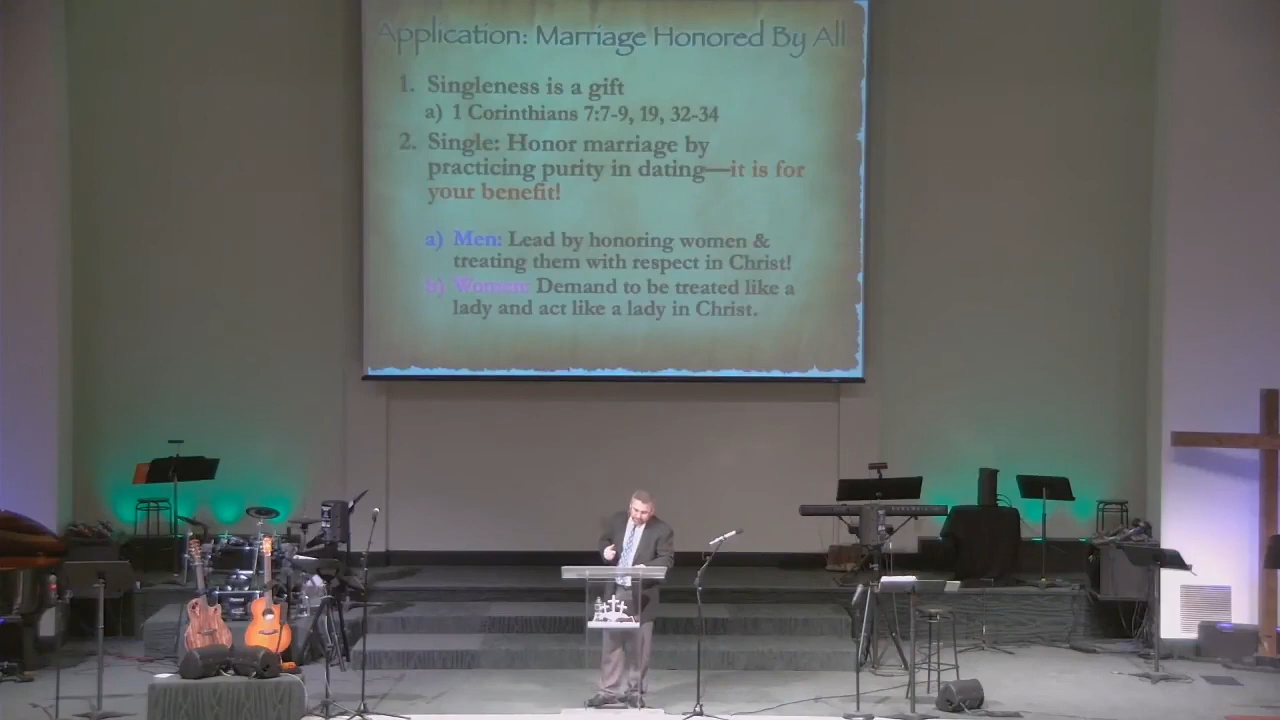 Application: Marriage Honored By All
1. Singleness is a gift
a) 1 Corinthians 7:7-9, 19, 32-34
2. Single: Honor marriage by
practicing purity in dating—it is for
your benefit!
a) Men: Lead by honoring women &
treating them with respect in Christ!
b) Women: Demand to be treated like a
lady and act like a lady in Christ.